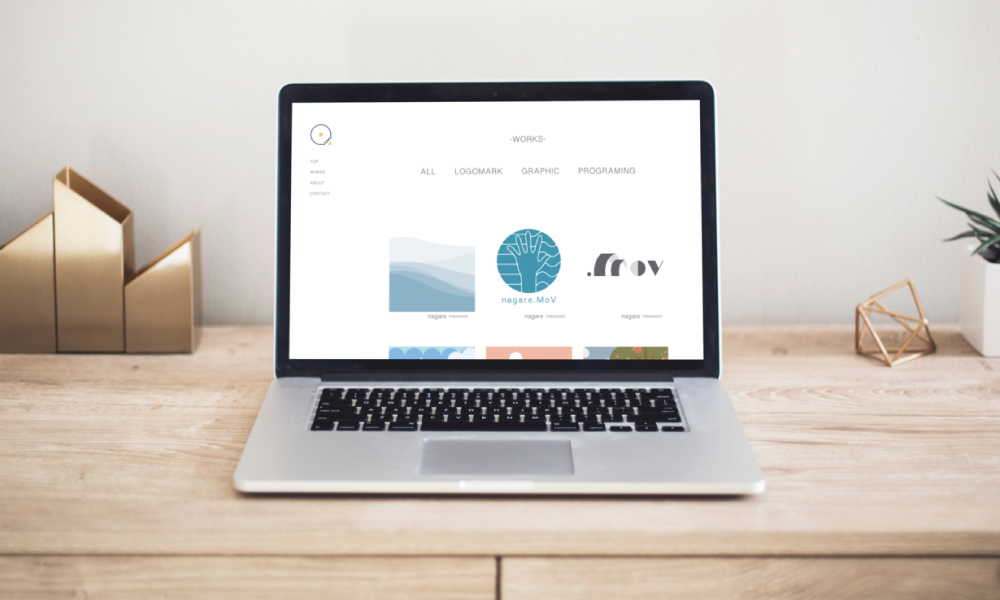 -WORKS-
TOP
WORKS
ABOUT
CONTACT
ALL LOGOMARK GRAPHIC PROGRAMING
nagare.MoV
.mov
nagare interaction
nagare interaction
nagare interaction